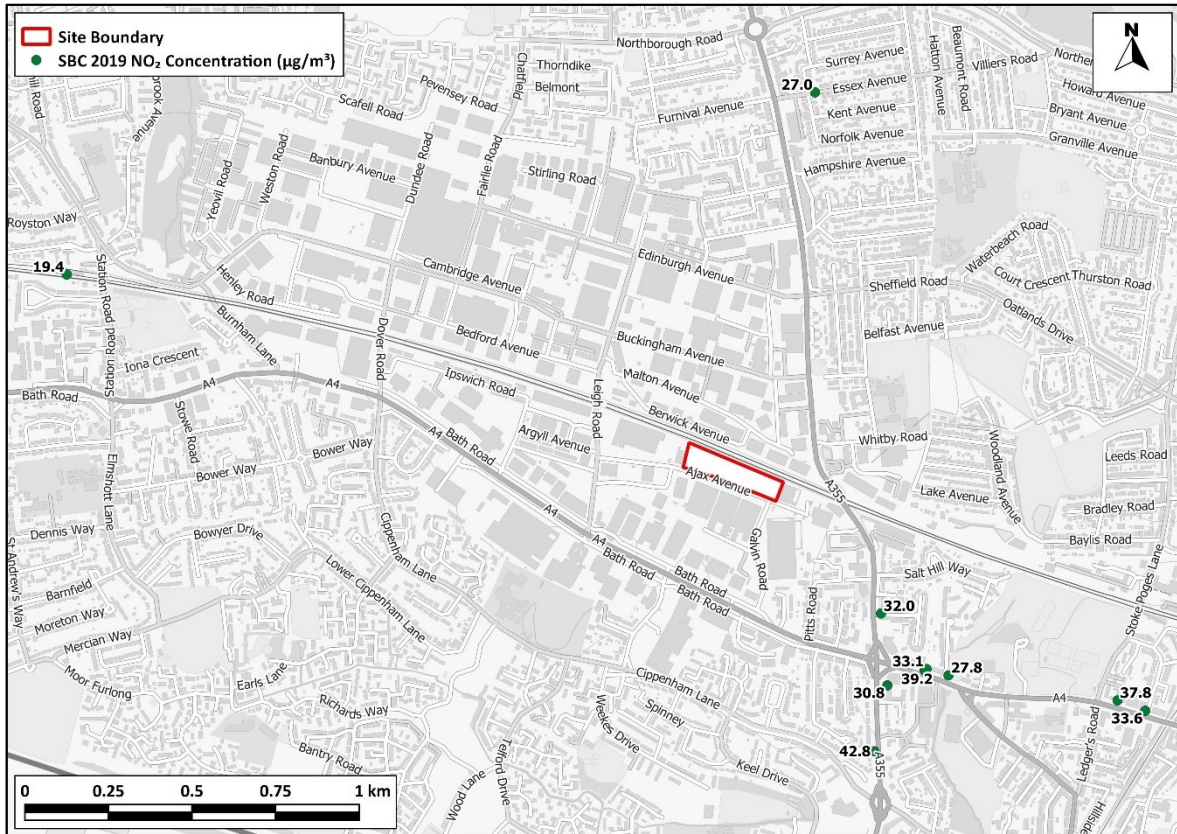 Site Boundary
SBC 2019 NO₂ Concentration (µg/m³)
N
Northborough Road
Chatfield
Thorndike
Belmont
Pevensey Road
Scafell Road
Surrey Avenue
Essex Avenue
27.0
Kent Avenue
Furnival Avenue
Norfolk Avenue
Hampshire Avenue
Hatton Avenue
Beaumont Road
Villiers Road
Howard Avenue
Bryant Avenue
Granville Avenue
Banbury Avenue
Dundee Road
Fairlie Road
Stirling Road
Yeovil Road
Weston Road
Royston Way
19.4
Station Road
Station Road
Henley Road
Cambridge Avenue
Edinburgh Avenue
Waterbeach Road
Court Crescent
Thurston Road
Sheffield Road
Oatlands Drive
Belfast Avenue
Burnham Lane
Bedford Avenue
Buckingham Avenue
Iona Crescent
Dover Road
Ipswich Road
Leigh Road
Malton Avenue
Berwick Avenue
Bath Road
A4
A4
Stowe Road
Bower Way
Bower Way
A4
Bath Road
Argyll Avenue
Ajax Avenue
Whitby Road
Woodland Avenue
Leeds Road
Lake Avenue
A355
Bradley Road
Baylis Road
Elmshott Lane
Dennis Way
Bowyer Drive
St Andrew's Way
Barnfield
Moreton Way
Mercian Way
Cippenham Lane
Lower Cippenham Lane
A4
A4
Bath Road
Bath Road
Bath Road
Galvin Road
Salt Hill Way
Pitts Road
Stoke Poges Lane
32.0
33.1
39.2
27.8
30.8
Moor Furlong
Earls Lane
Richards Way
Cippenham Lane
Spinney
Weekes Drive
Keel Drive
42.8
A355
A4
37.8
33.6
Ledger's Road
Hillside
Bantry Road
Wood Lane
Telford Drive
0 0.25 0.5 0.75 1 km